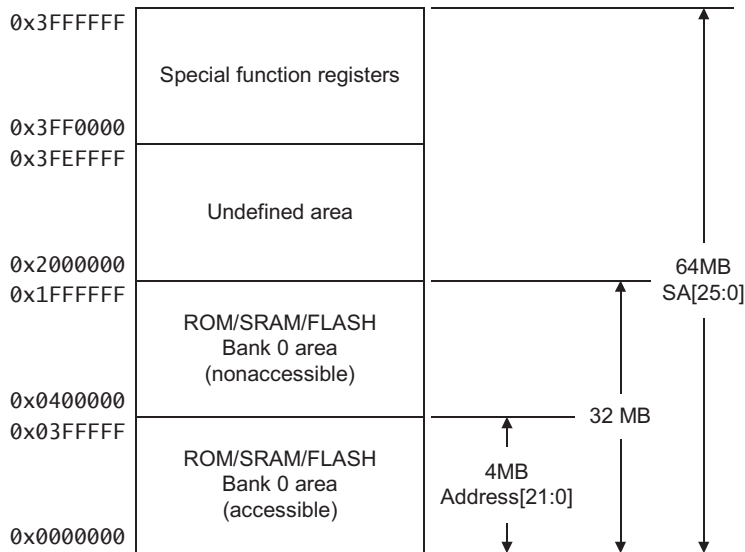 0x3FFFFFF
Special function registers
0x3FF0000
0x3FEFFFF
Undefined area
0x2000000
0x1FFFFFF
64MB
SA[25:0]
ROM/SRAM/FLASH
Bank 0 area
(nonaccessible)
0x0400000
0x03FFFFF
32 MB
ROM/SRAM/FLASH
Bank 0 area
(accessible)
4MB
Address[21:0]
0x0000000